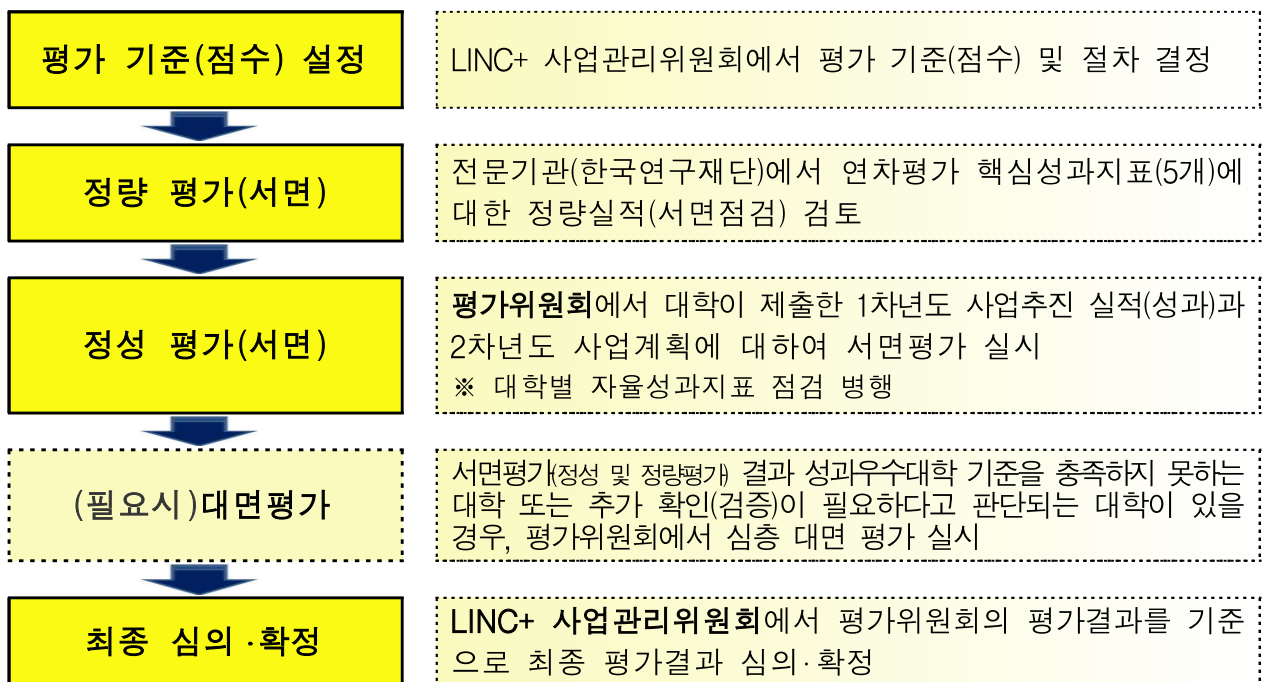 평가 기준(점수) 설정
LINC+ 사업관리위원회에서 평가 기준(점수) 및 절차 결정
정량 평가(서면)
전문기관(한국연구재단)에서 연차평가 핵심성과지표(5개)에
대한 정량실적(서면점검) 검토
정성 평가(서면)
평가위원회에서 대학이 제출한 1차년도 사업추진 실적(성과)과
2차년도 사업계획에 대하여 서면평가 실시
※ 대학별 자율성과지표 점검 병행
(필요시)대면평가
서면평가(정성 및 정량평가) 결과 성과우수대학 기준을 충족하지 못하는
대학 또는 추가 확인(검증)이 필요하다고 판단되는 대학이 있을
경우, 평가위원회에서 심층 대면 평가 실시
최종 심의·확정
LINC+ 사업관리위원회에서 평가위원회의 평가결과를 기준
으로 최종 평가결과 심의·확정